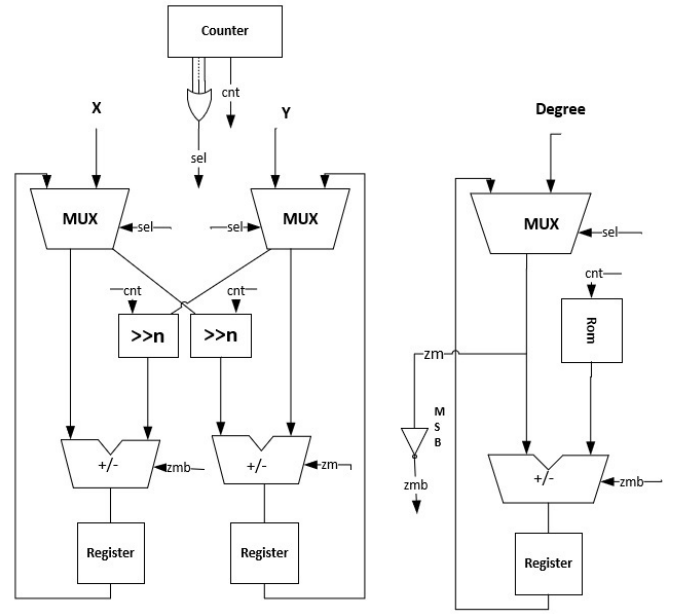 Counter
cnt
X
Y
Degree
sel
MUX
sel
sel
MUX
MUX
sel
cnt
cnt
cnt
>>n
>>n
Rom
zm
M
S
B
+/-
zmb
+/-
zm
+/-
zmb
zmb
Register
Register
Register